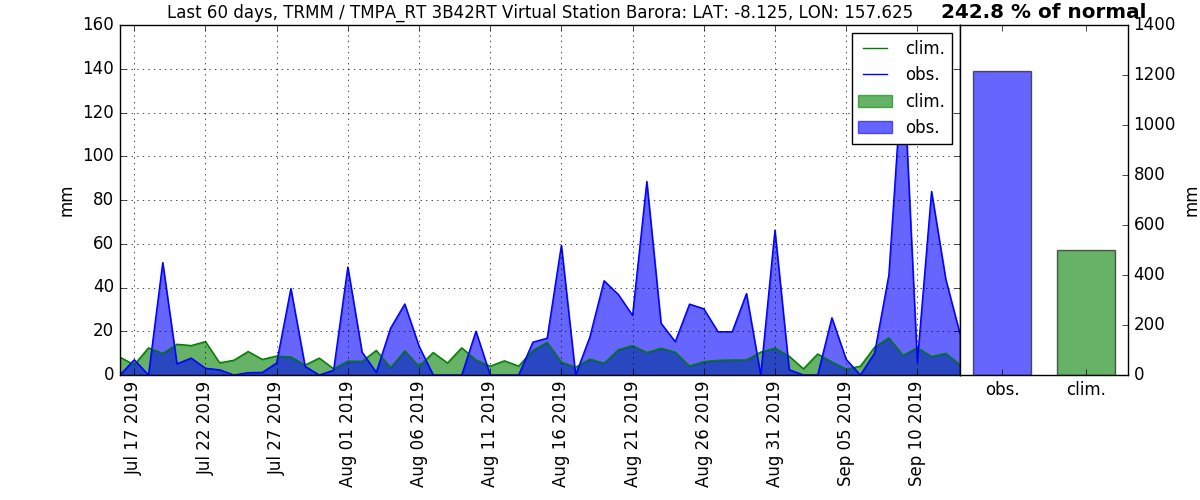 Last 60 days, TRMM / TMPA_RT 3B42RT Virtual Station Barora: LAT: -8.125, LON: 157.625
242.8 % of normal
160
140
120
100
80
60
40
20
0
mm
clim.
obs.
clim.
obs.
1400
1200
1000
800
600
400
200
0
mm
Jul 17 2019
Jul 22 2019
Jul 27 2019
Aug 01 2019
Aug 06 2019
Aug 11 2019
Aug 16 2019
Aug 21 2019
Aug 26 2019
Aug 31 2019
Sep 05 2019
Sep 10 2019
obs.
clim.